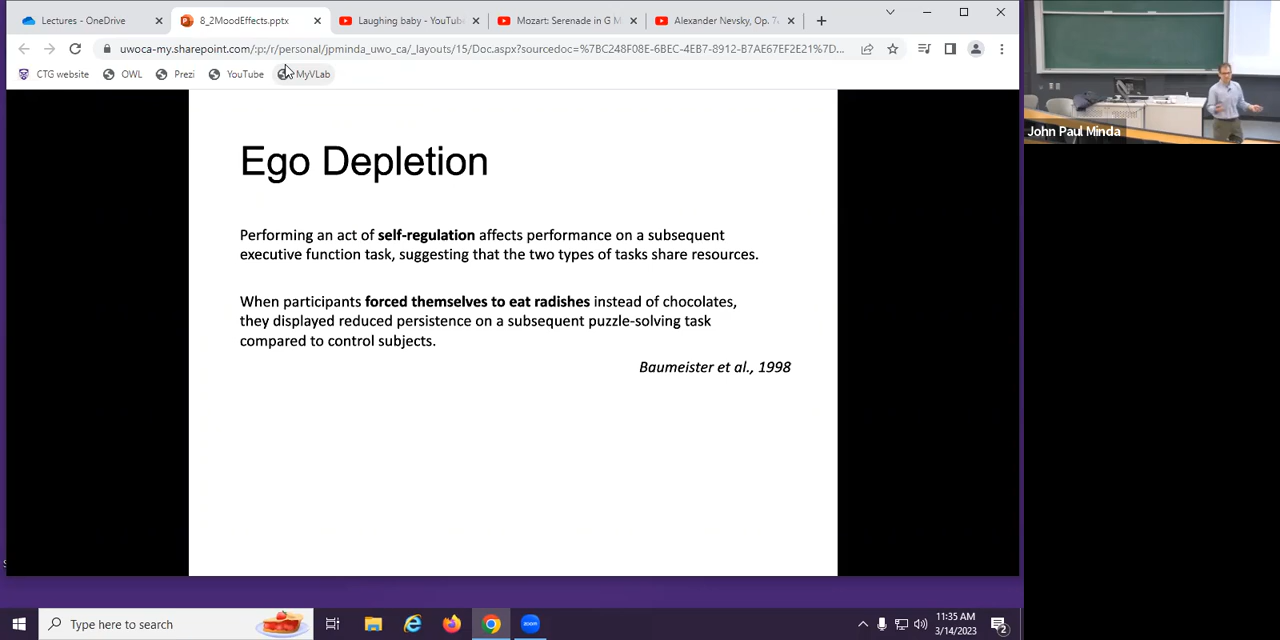 Lectures - OneDrive
8_2MoodEffects.pptx
Laughing baby - YouTube
Mozart: Serenade in G M
Alexander Nevsky, Op. 7
uwoca-my.sharepoint.com/:p:/r/personal/jpminda_uwo_ca/_layouts/15/Doc.aspx?sourcedoc=%7BC248F08E-6BEC-4EB7-8912-B7AE67EF2E21%7D...
CTG website
OWL
Prezi
YouTube
MyVLab
John Paul Minda
Ego Depletion
Performing an act of self-regulation affects performance on a subsequent
executive function task, suggesting that the two types of tasks share resources.
When participants forced themselves to eat radishes instead of chocolates,
they displayed reduced persistence on a subsequent puzzle-solving task
compared to control subjects.
Baumeister et al., 1998
Type here to search
zoom
11:35 AM
3/14/2023
2